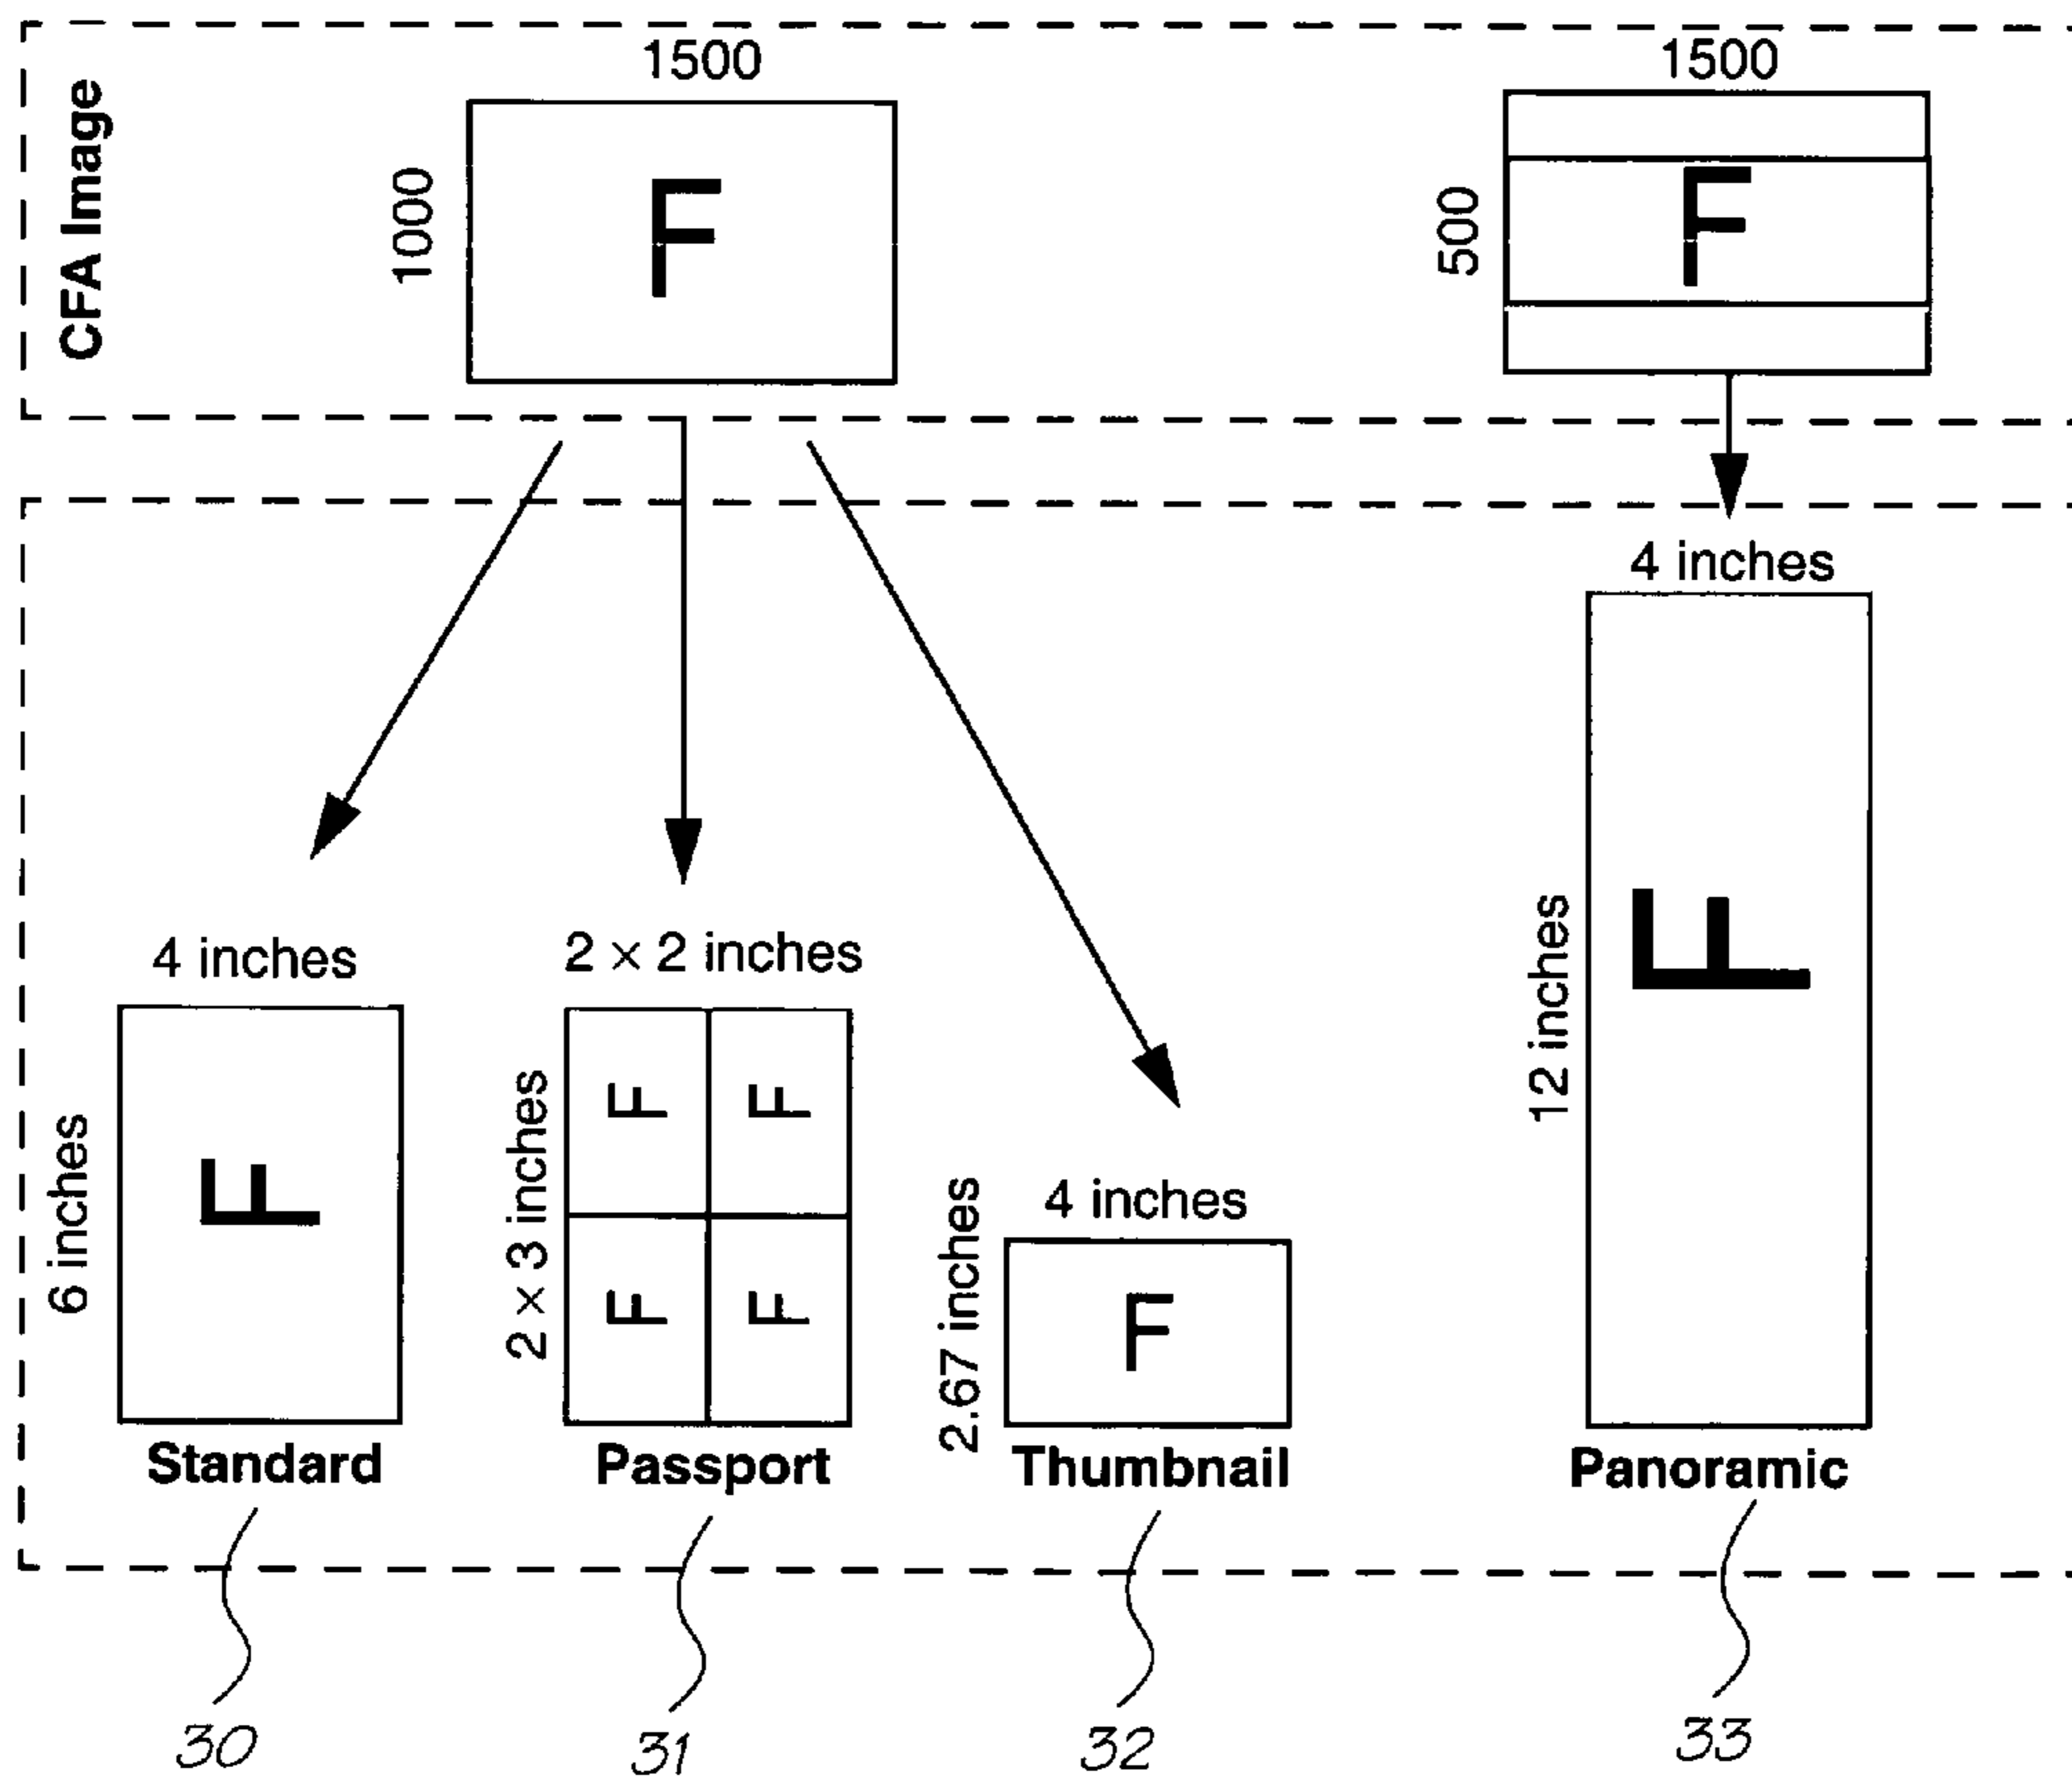 CFA Image
1500
1000
F
1500
500
F
4 inches
6 inches
F
Standard
2 × 2 inches
2 × 3 inches
F F
F F
Passport
4 inches
2.67 inches
F
Thumbnail
4 inches
12 inches
F
Panoramic
30
31
32
33